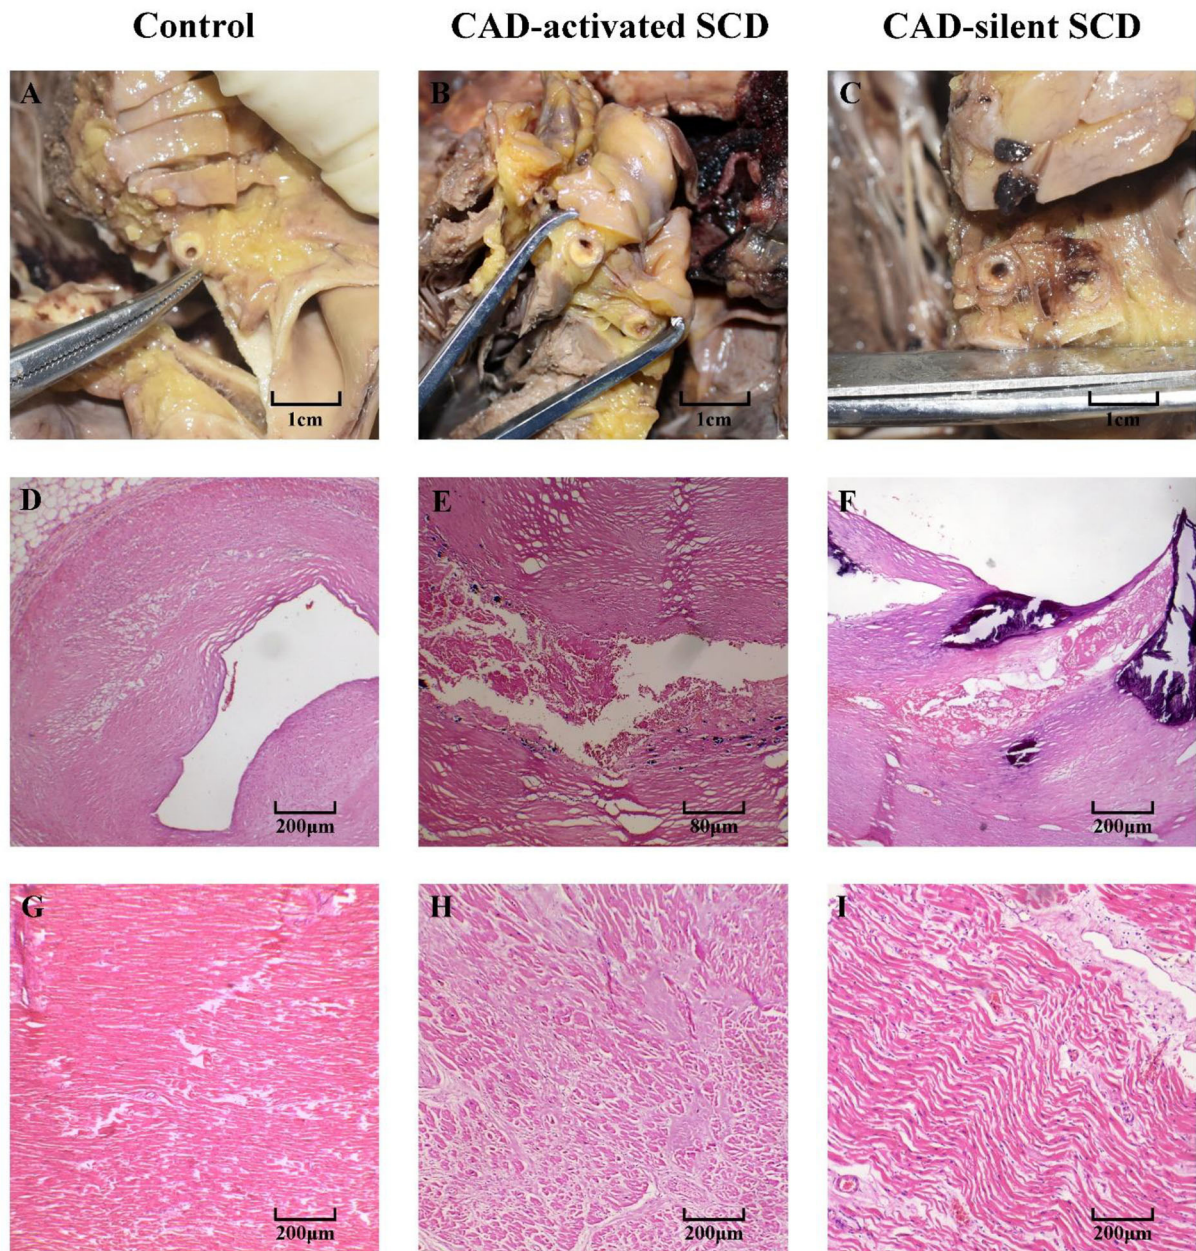 Control CAD-activated SCD CAD-silent SCD
A B C
1cm 1cm 1cm
D E F
200μm 80μm 200μm
G H I
200μm 200μm 200μm